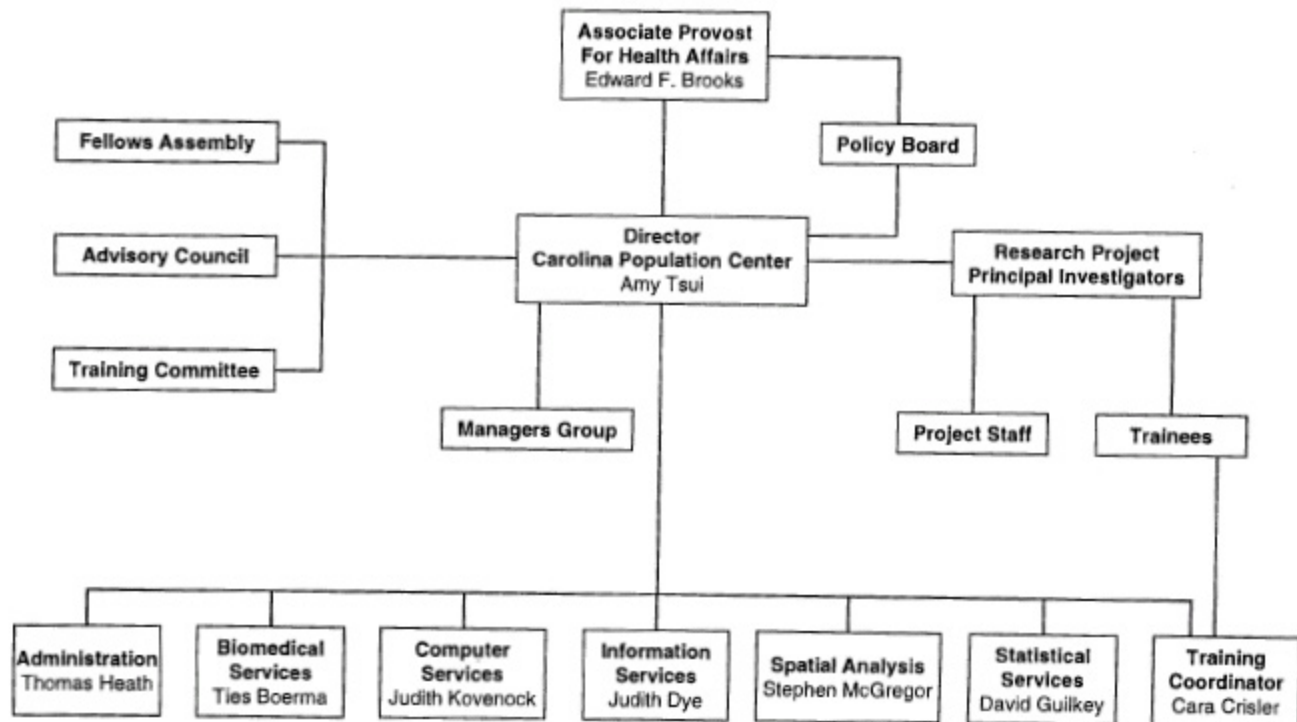 Associate Provost
For Health Affairs
Edward F. Brooks
Fellows Assembly
Policy Board
Advisory Council
Director
Carolina Population Center
Amy Tsui
Research Project
Principal Investigators
Training Committee
Managers Group
Project Staff
Trainees
Administration
Thomas Heath
Biomedical
Services
Ties Boerma
Computer
Services
Judith Kovenock
Information
Services
Judith Dye
Spatial Analysis
Stephen McGregor
Statistical
Services
David Guilkey
Training
Coordinator
Cara Crisler